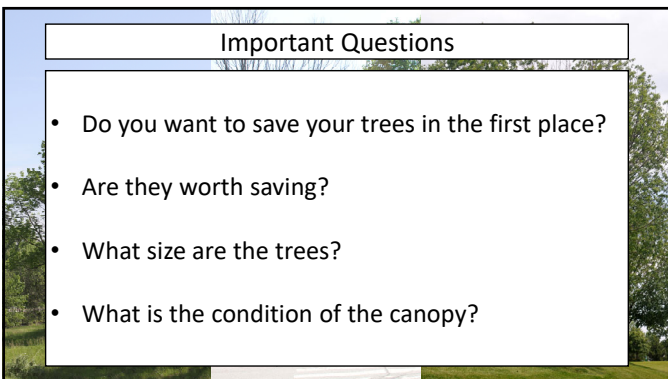 Important Questions
• Do you want to save your trees in the first place?
• Are they worth saving?
• What size are the trees?
• What is the condition of the canopy?